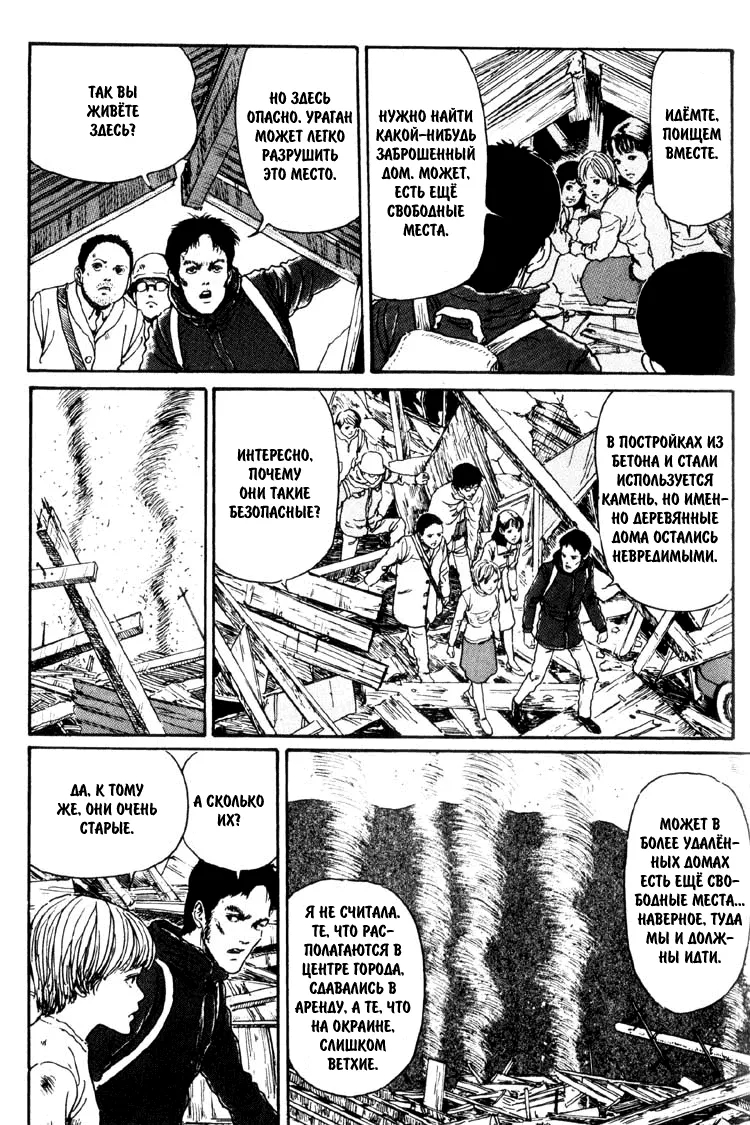 ТАК ВЫ
ЖИВЁТЕ
ЗДЕСЬ?
НО ЗДЕСЬ
ОПАСНО. УРАГАН
МОЖЕТ ЛЕГКО
РАЗРУШИТЬ
ЭТО МЕСТО.
НУЖНО НАЙТИ
КАКОЙ-НИБУДЬ
ЗАБРОШЕННЫЙ
ДОМ. МОЖЕТ,
ЕСТЬ ЕЩЁ
СВОБОДНЫЕ
МЕСТА.
ИДЁМТЕ,
ПОИЩЕМ
ВМЕСТЕ.
ИНТЕРЕСНО,
ПОЧЕМУ
ОНИ ТАКИЕ
БЕЗОПАСНЫЕ?
В ПОСТРОЙКАХ ИЗ
БЕТОНА И СТАЛИ
ИСПОЛЬЗУЕТСЯ
КАМЕНЬ, НО ИМЕН-
НО ДЕРЕВЯННЫЕ
ДОМА ОСТАЛИСЬ
НЕВРЕДИМЫМИ.
ДА, К ТОМУ
ЖЕ, ОНИ ОЧЕНЬ
СТАРЫЕ.
А СКОЛЬКО
ИХ?
Я НЕ СЧИТАЛА.
ТЕ, ЧТО РАС-
ПОЛАГАЮТСЯ В
ЦЕНТРЕ ГОРОДА,
СДАВАЛИСЬ В
АРЕНДУ, А ТЕ, ЧТО
НА ОКРАИНЕ,
СЛИШКОМ
ВЕТХИЕ.
МОЖЕТ В
БОЛЕЕ УДАЛЁН-
НЫХ ДОМАХ
ЕСТЬ ЕЩЁ СВО-
БОДНЫЕ МЕСТА...
НАВЕРНОЕ, ТУДА
МЫ И ДОЛЖ-
НЫ ИДТИ.